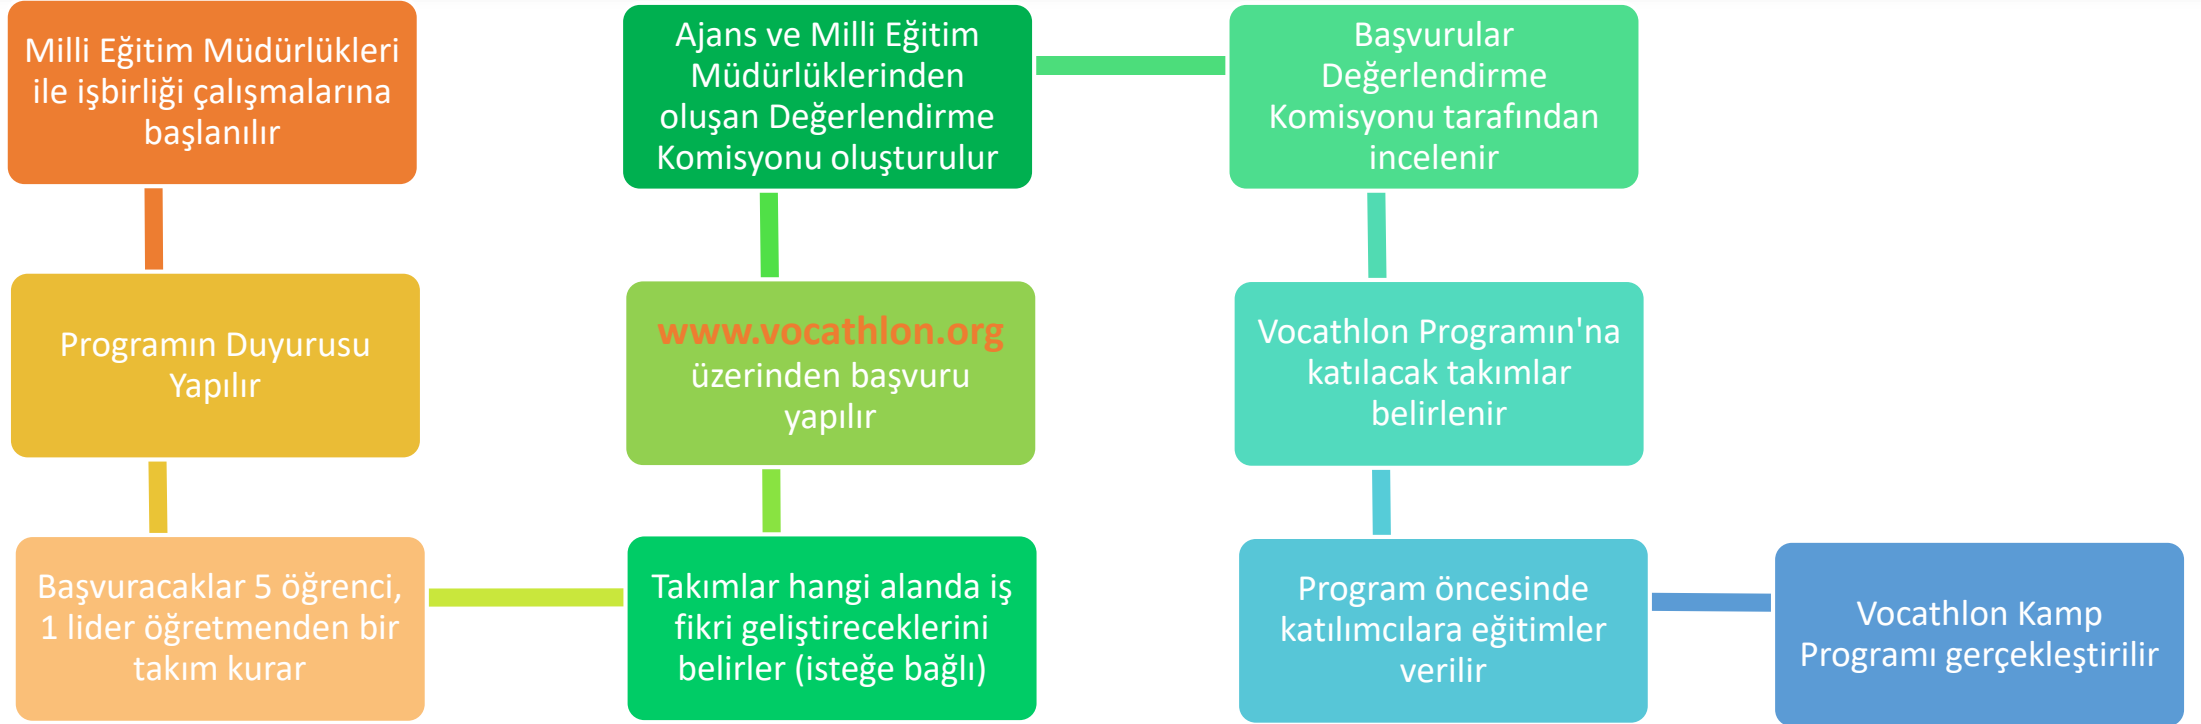 Milli Eğitim Müdürlükleri
ile işbirliği çalışmalarına
başlanılır
Programın Duyurusu
Yapılır
Başvuracaklar 5 öğrenci,
1 lider öğretmenden bir
takım kurar
Takımlar hangi alanda iş
fikri geliştireceklerini
belirler (isteğe bağlı)
www.vocathlon.org
üzerinden başvuru
yapılır
Ajans ve Milli Eğitim
Müdürlüklerinden
oluşan Değerlendirme
Komisyonu oluşturulur
Başvurular
Değerlendirme
Komisyonu tarafından
incelenir
Vocathlon Programın'na
katılacak takımlar
belirlenir
Program öncesinde
katılımcılara eğitimler
verilir
Vocathlon Kamp
Programı gerçekleştirilir